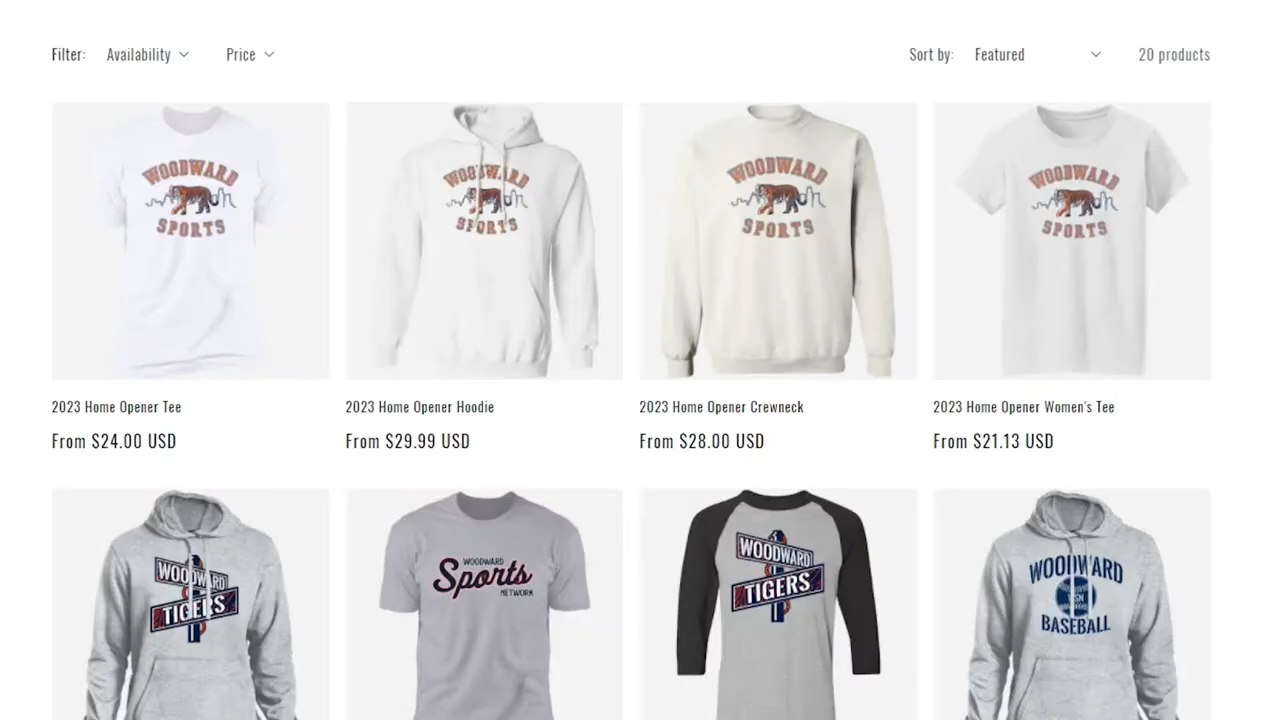 Filter: Availability Price Sort by: Featured 20 products
WOODWARD
SPORTS
WOODWARD
SPORTS
WOODWARD
SPORTS
WOODWARD
SPORTS
2023 Home Opener Tee
From $24.00 USD
2023 Home Opener Hoodie
From $29.99 USD
2023 Home Opener Crewneck
From $28.00 USD
2023 Home Opener Women's Tee
From $21.13 USD
WOODWARD
TIGERS
WOODWARD
Sports
NETWORK
WOODWARD
TIGERS
WOODWARD
WSN
BASEBALL